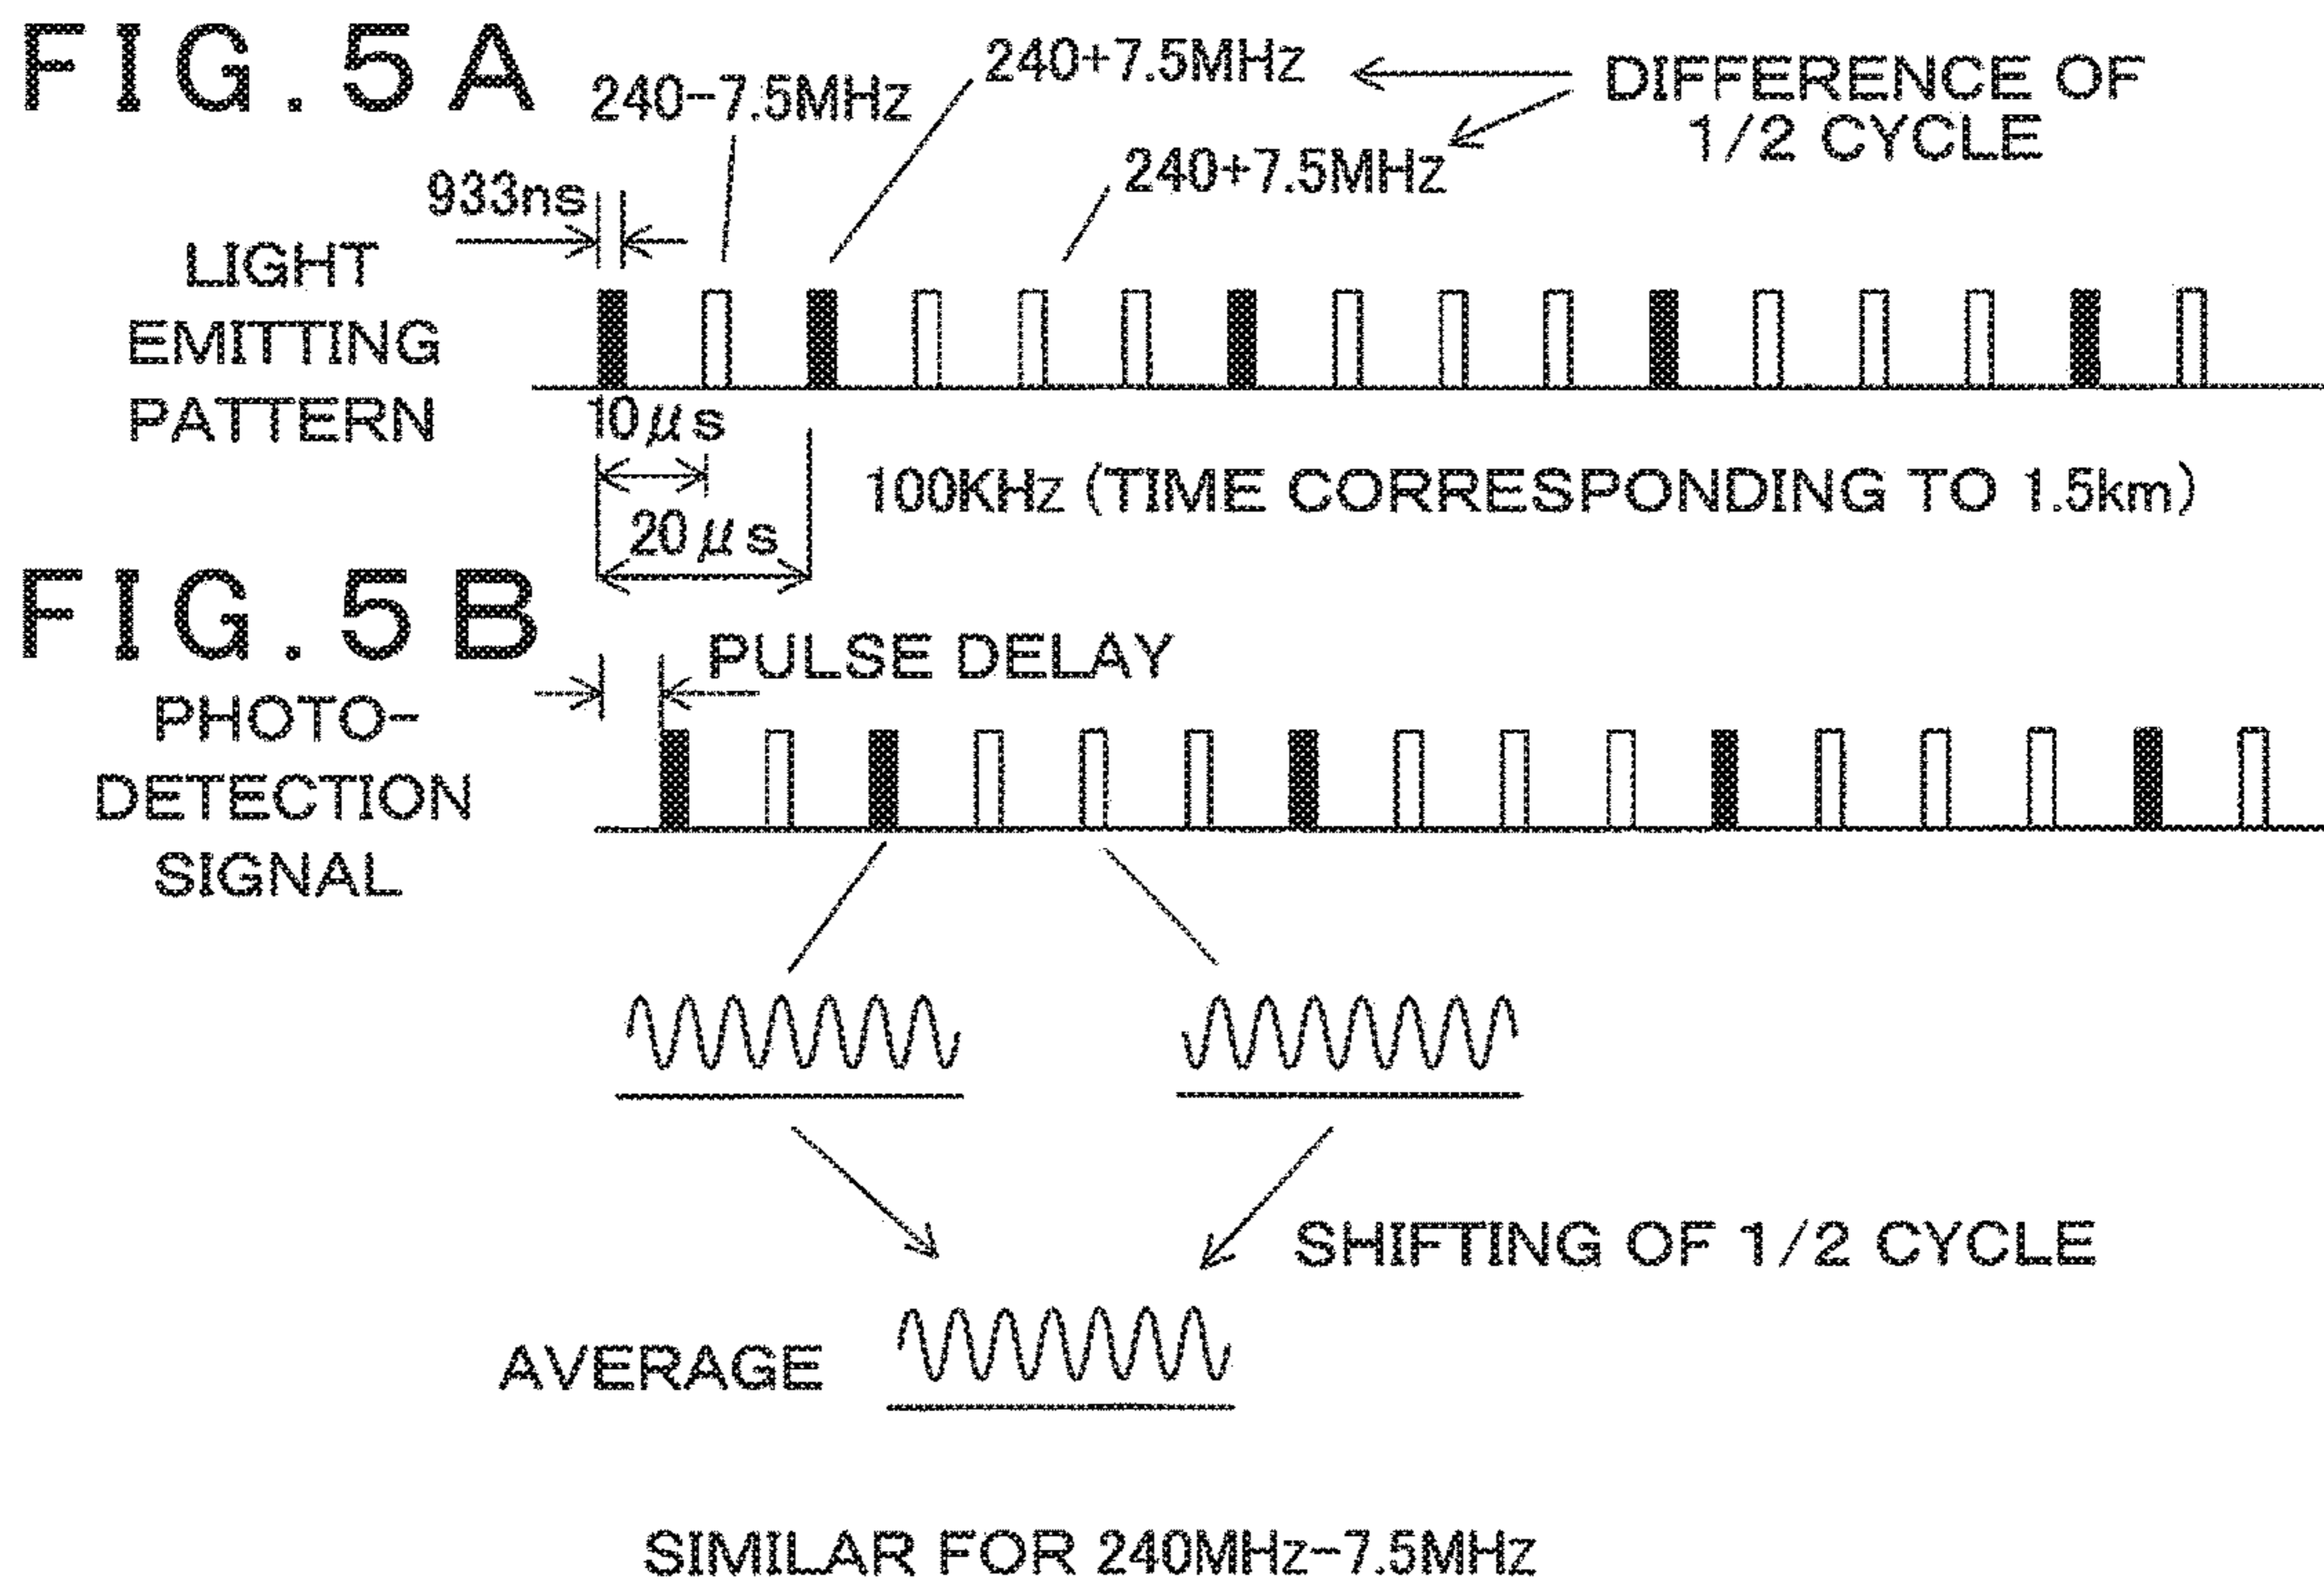 FIG. 5A
240-7.5MHz
240+7.5MHz
DIFFERENCE OF
1/2 CYCLE
240+7.5MHz
933ns
LIGHT
EMITTING
PATTERN
10μs
100KHz (TIME CORRESPONDING TO 1.5km)
20μs
FIG. 5B
PULSE DELAY
PHOTO-
DETECTION
SIGNAL
SHIFTING OF 1/2 CYCLE
AVERAGE
SIMILAR FOR 240MHz-7.5MHz